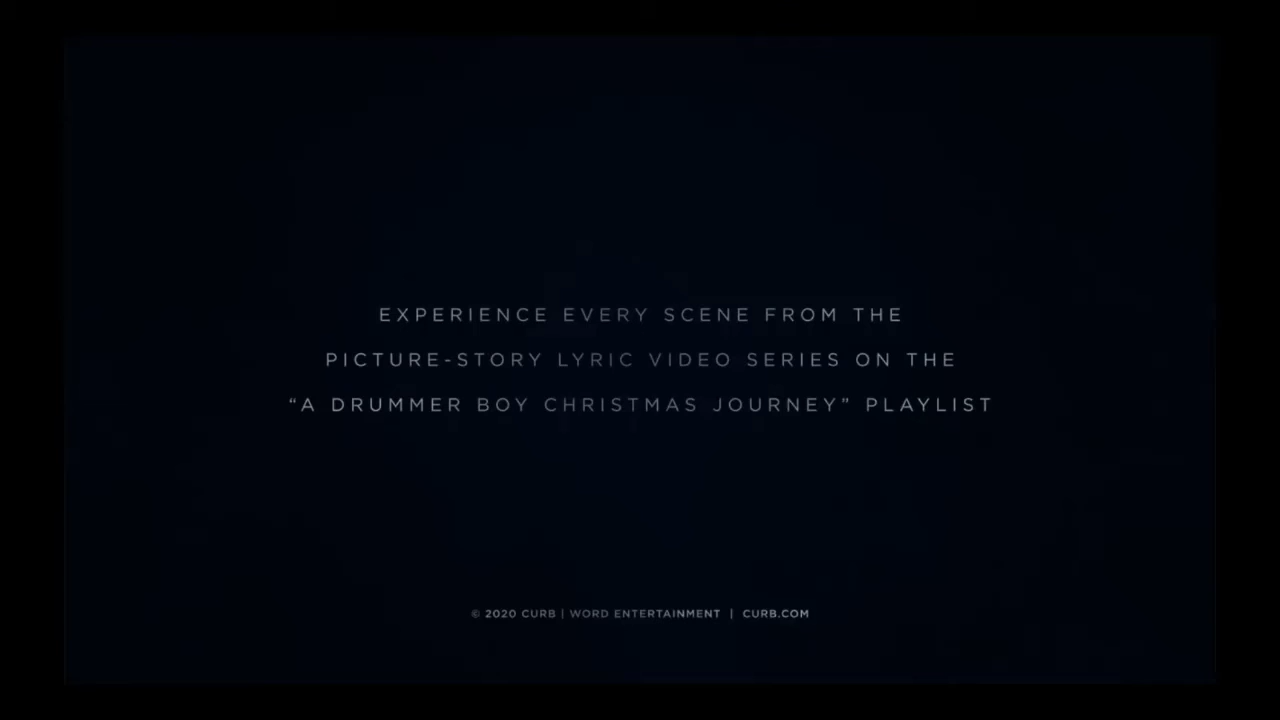 EXPERIENCE EVERY SCENE FROM THE
PICTURE-STORY LYRIC VIDEO SERIES ON THE
“A DRUMMER BOY CHRISTMAS JOURNEY” PLAYLIST
© 2020 CURB | WORD ENTERTAINMENT | CURB.COM